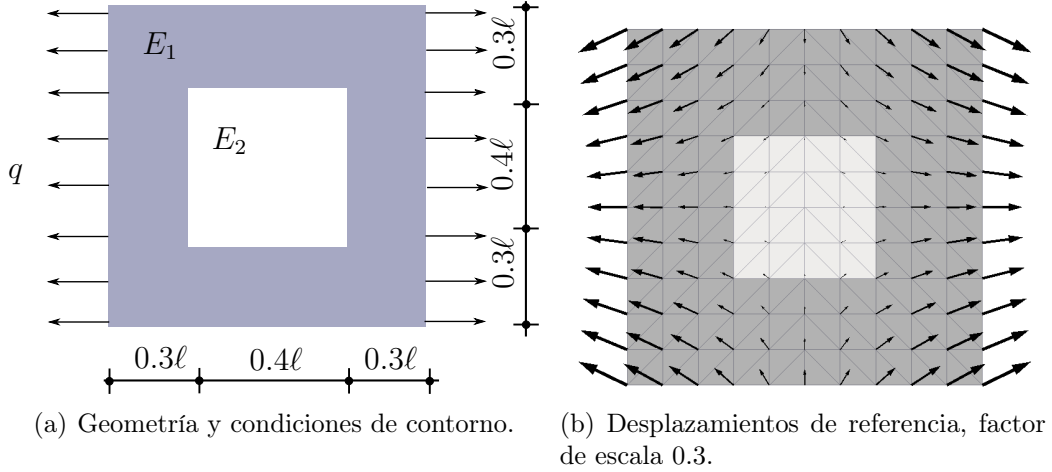 E₁
E₂
q
0.3ℓ
0.4ℓ
0.3ℓ
0.3ℓ
0.4ℓ
0.3ℓ
(a) Geometría y condiciones de contorno.
(b) Desplazamientos de referencia, factor
de escala 0.3.